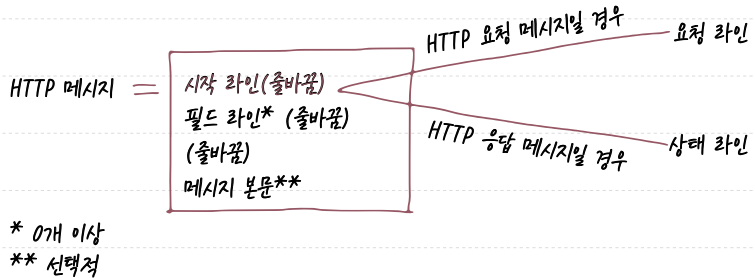 HTTP 요청 메시지일 경우
요청 라인
HTTP 메시지 =
시작 라인(줄바꿈)
필드 라인* (줄바꿈)
(줄바꿈)
메시지 본문**
HTTP 응답 메시지일 경우
상태 라인
* 0개 이상
** 선택적